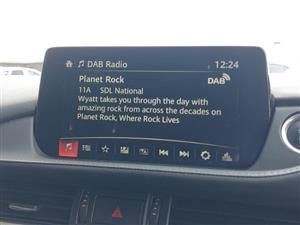 DAB Radio 12:24
Planet Rock DAB
11A SDL National
Wyatt takes you through the day with
amazing rock from across the decades on
Planet Rock, Where Rock Lives